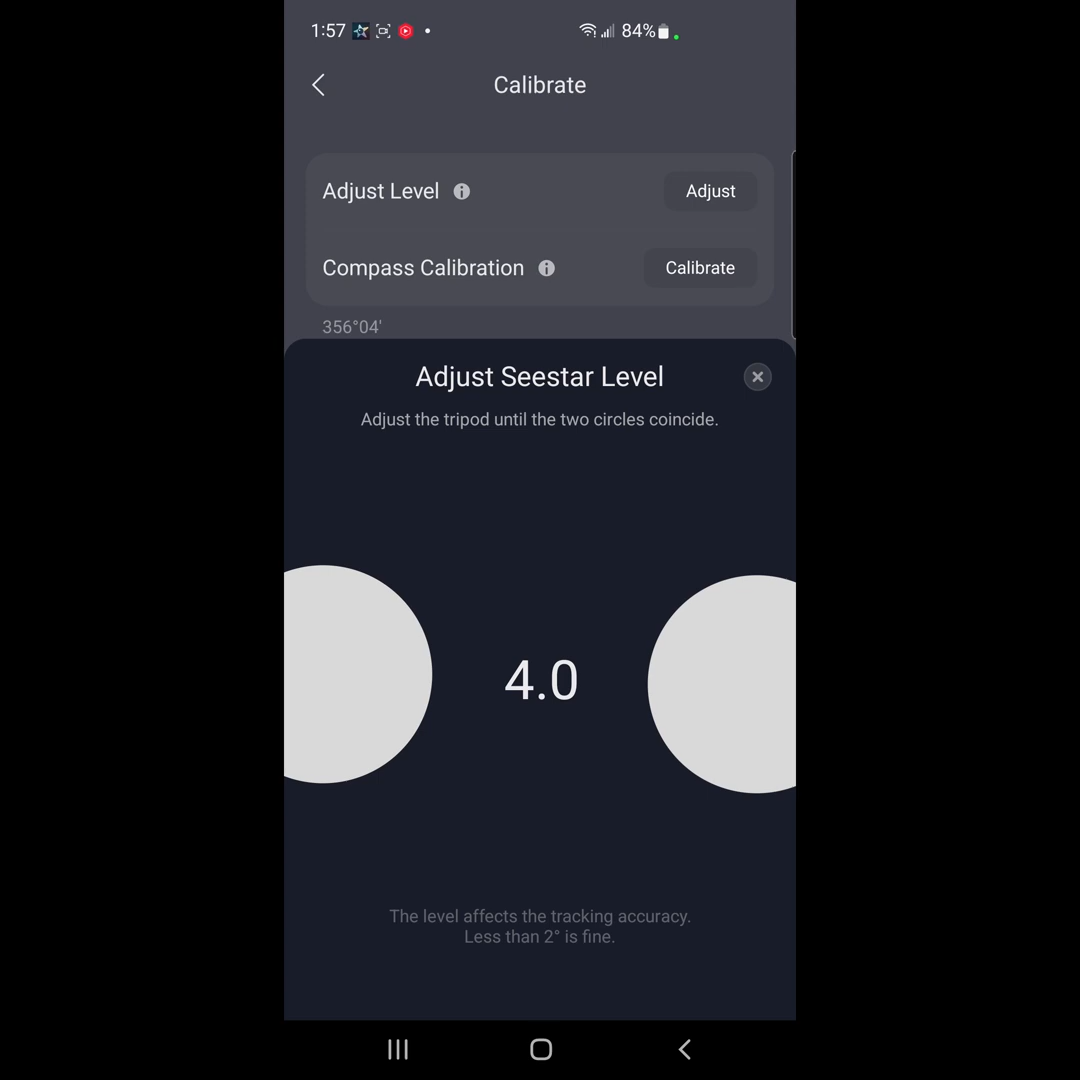 1:57
84%
Calibrate
Adjust Level
Adjust
Compass Calibration
Calibrate
356°04'
Adjust Seestar Level
Adjust the tripod until the two circles coincide.
4.0
The level affects the tracking accuracy.
Less than 2° is fine.